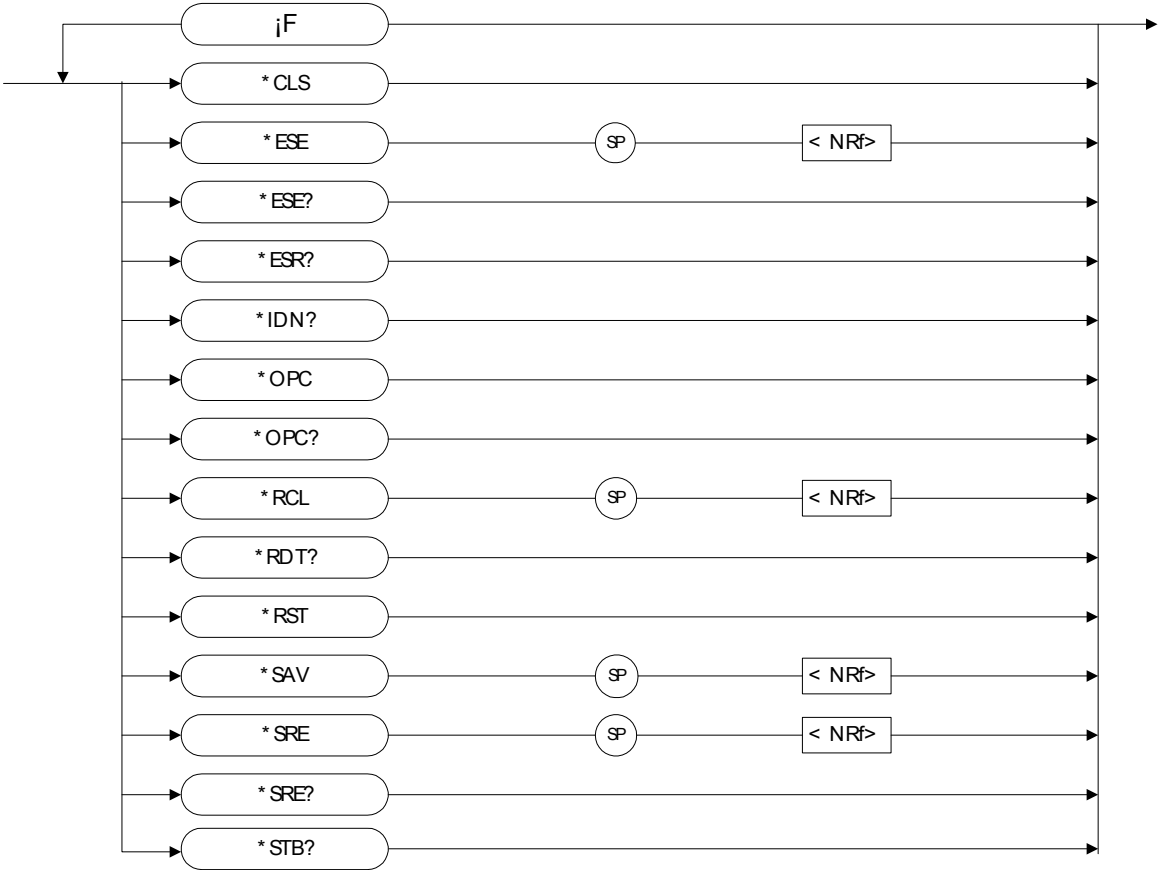 ¡F
*CLS
*ESE SP < NRf>
*ESE?
*ESR?
*IDN?
*OPC
*OPC?
*RCL SP < NRf>
*RDT?
*RST
*SAV SP < NRf>
*SRE SP < NRf>
*SRE?
*STB?